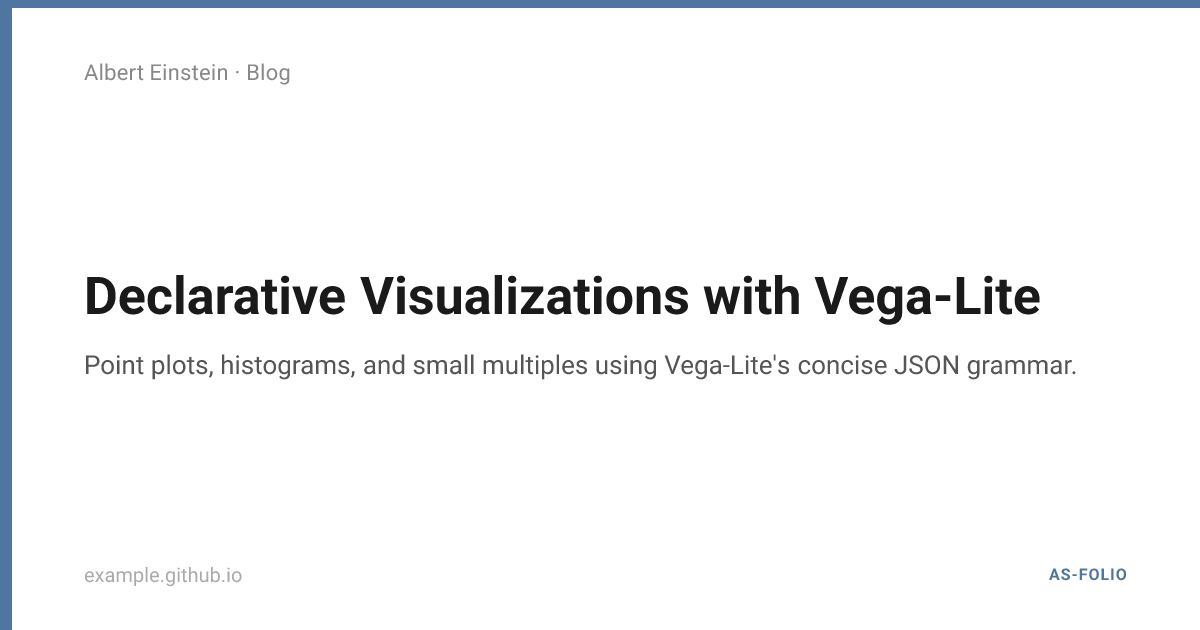 Albert Einstein · Blog
Declarative Visualizations with Vega-Lite
Point plots, histograms, and small multiples using Vega-Lite's concise JSON grammar.
example.github.io
AS-FOLIO